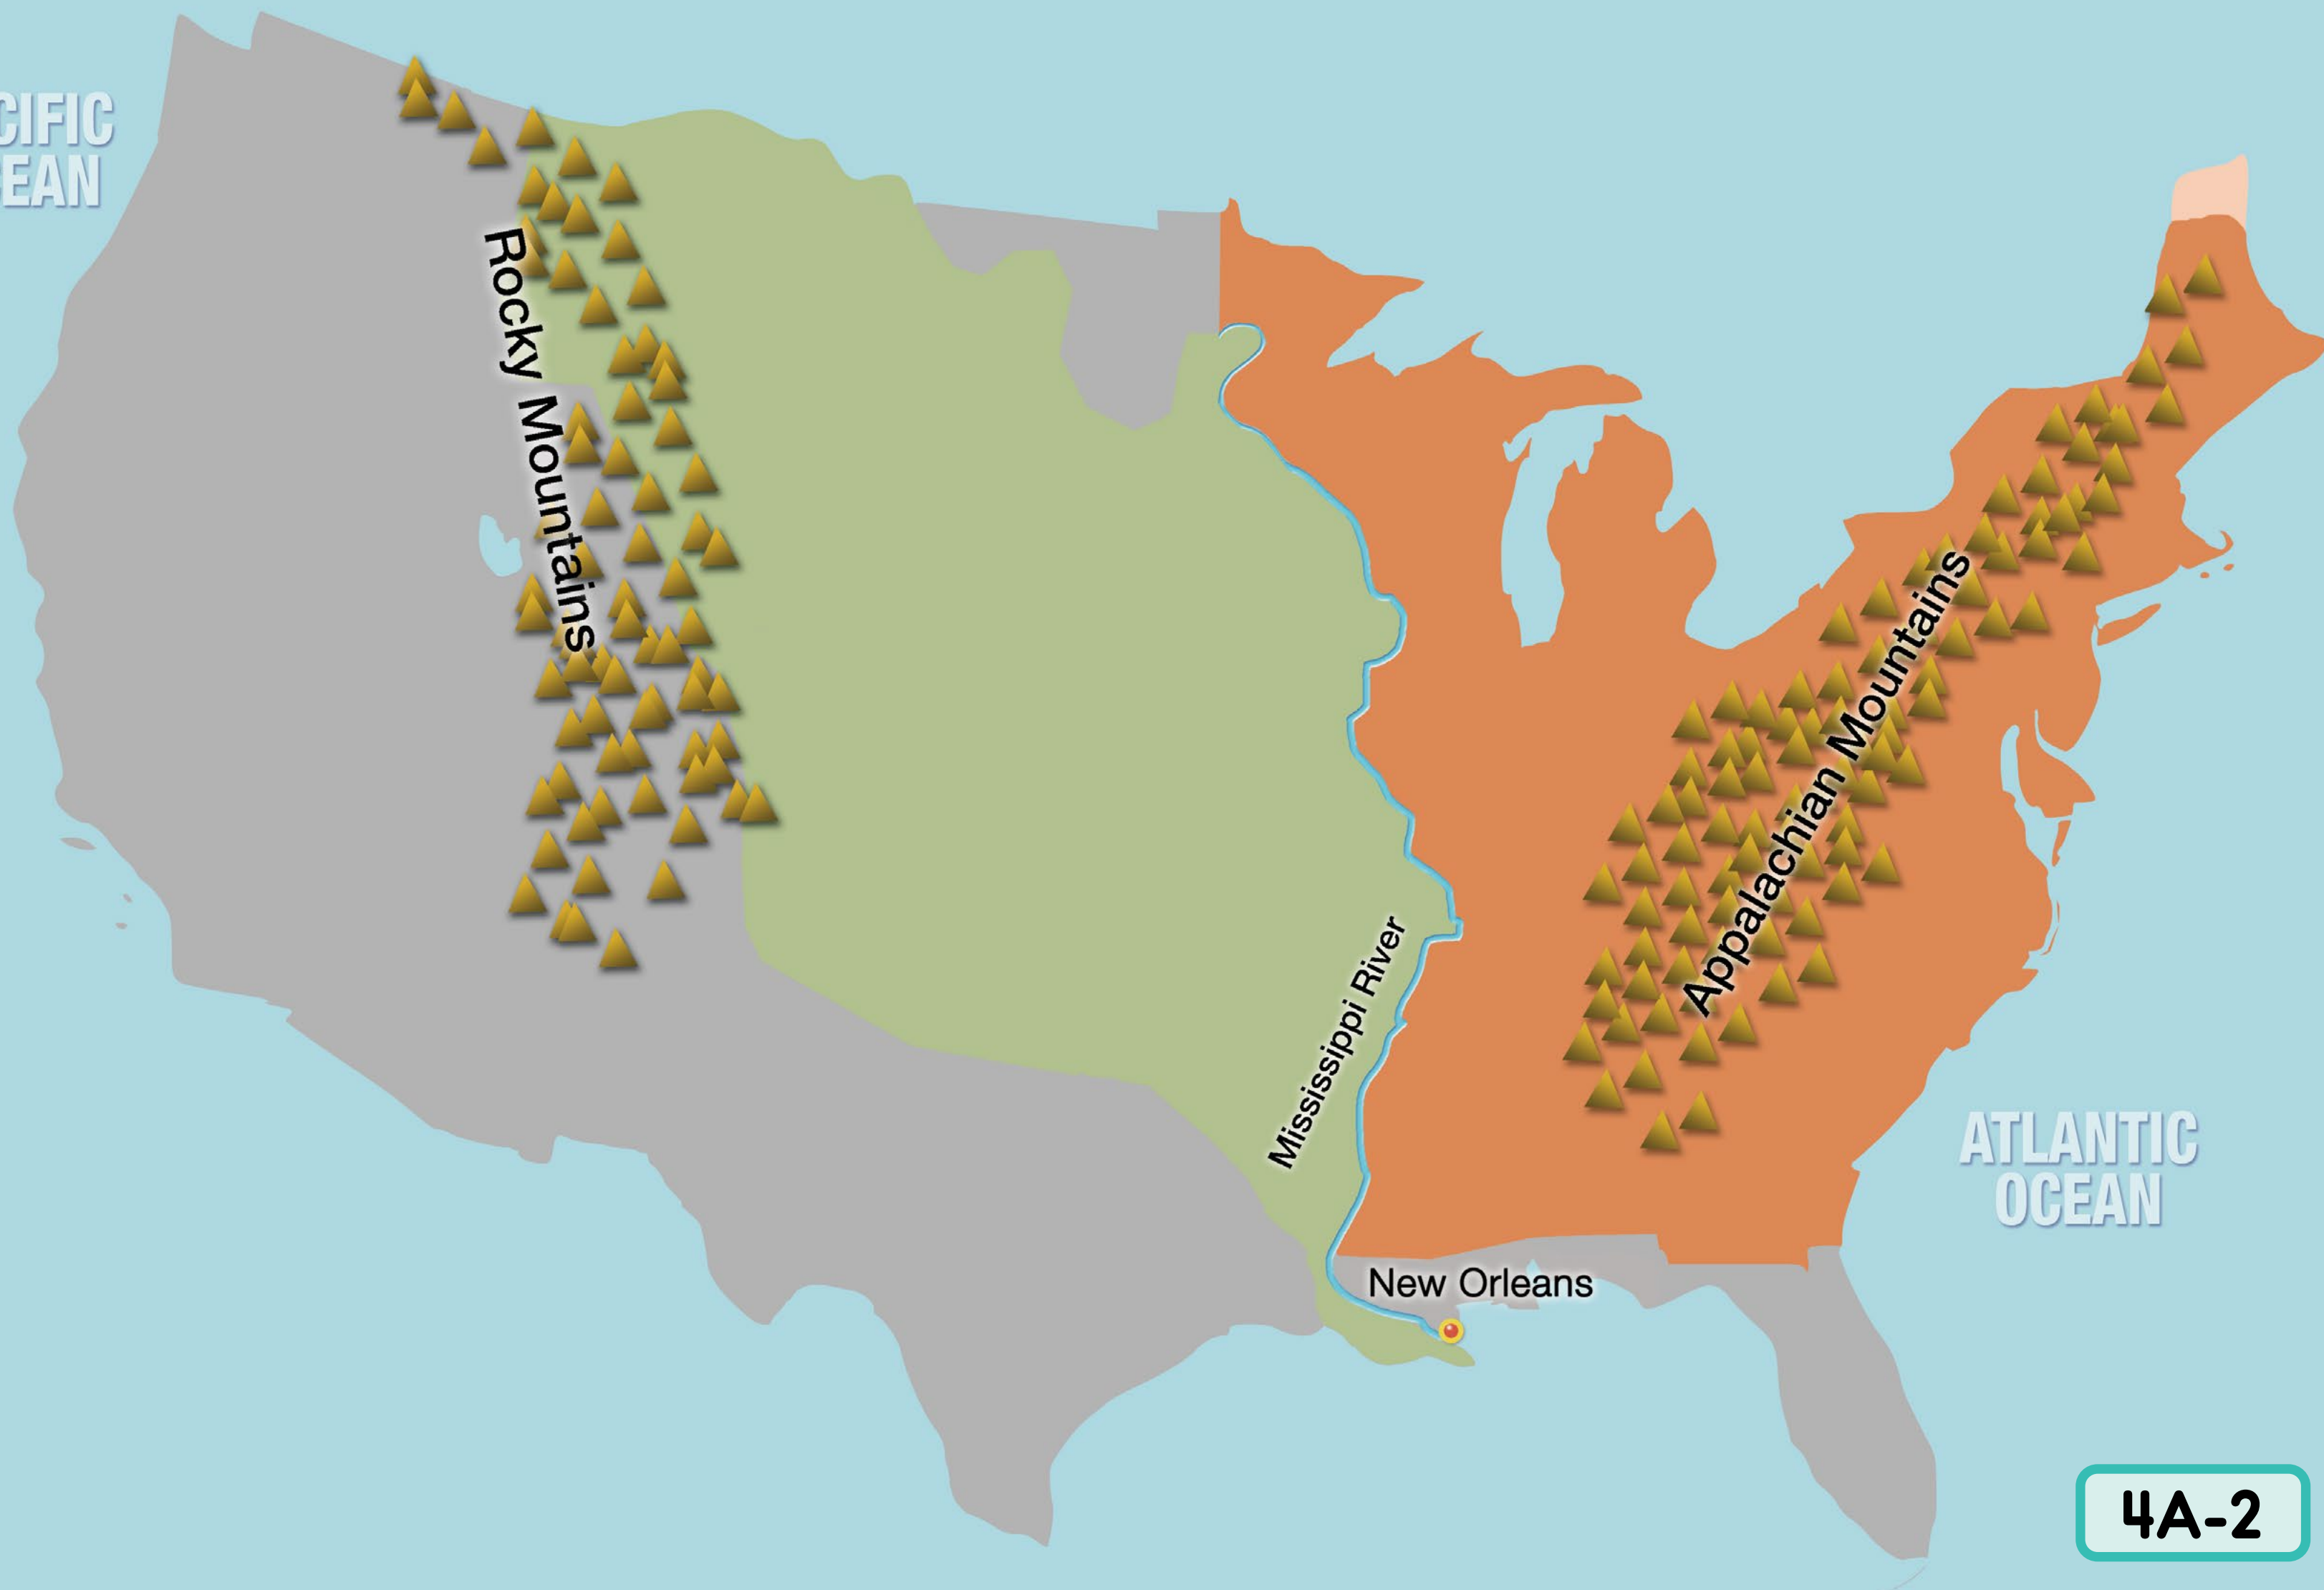 CIFIC
EAN
Rocky Mountains
Mississippi River
Appalachian Mountains
New Orleans
ATLANTIC
OCEAN
4A-2